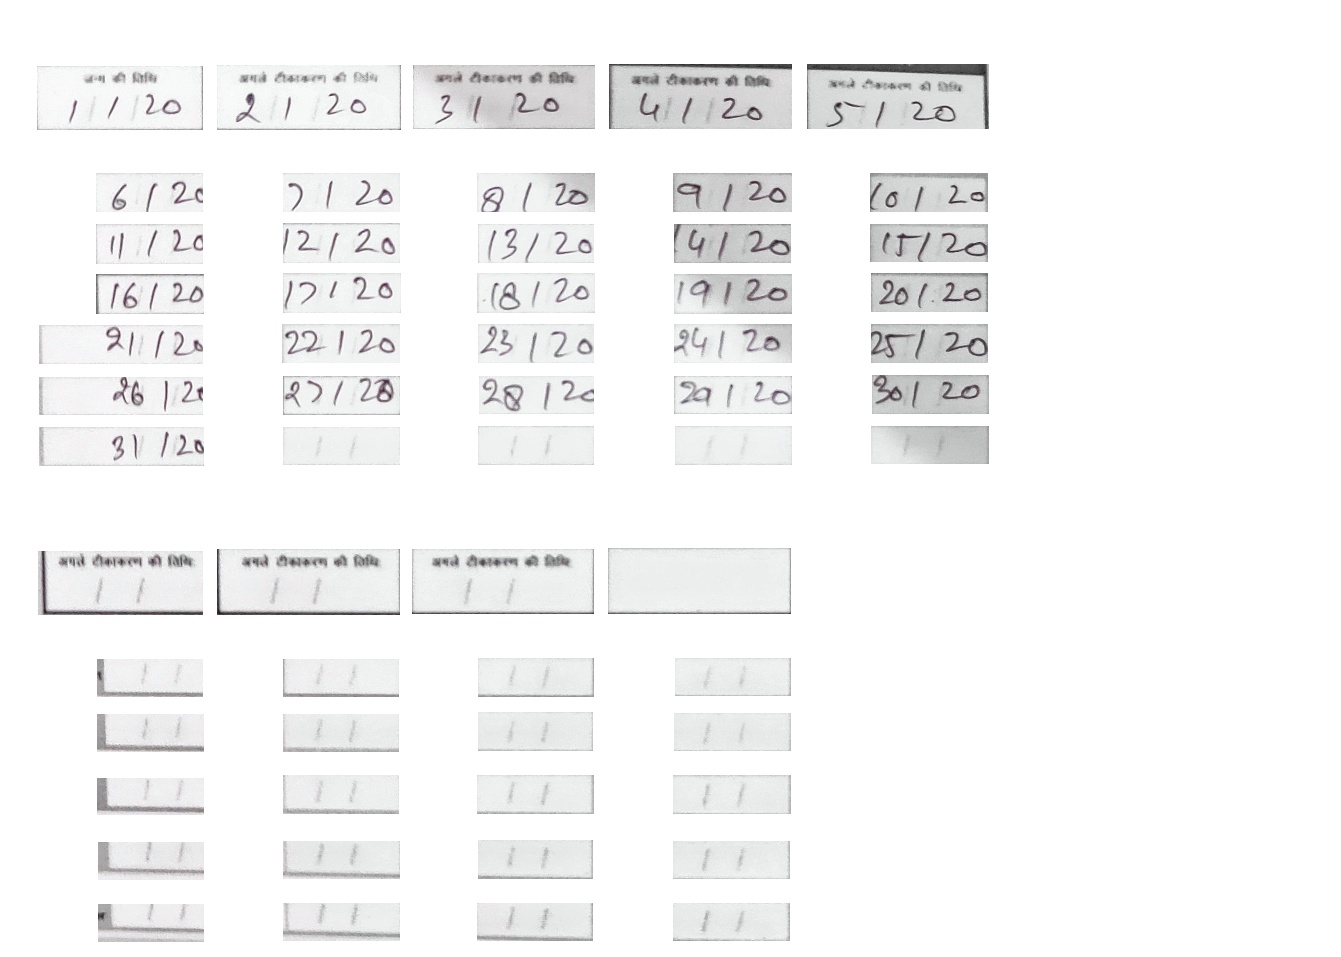 जन्म की तिथि अगले टीकाकरण की तिथि अगले टीकाकरण की तिथि अगले टीकाकरण की तिथि अगले टीकाकरण की तिथि
1/1/20 2/1/20 3/1 20 4/1/20 5/1/20
6/1/20 7/1/20 8/1/20 9/1/20 10/1/20
11/1/20 12/1/20 13/1/20 14/1/20 15/1/20
16/1/20 17/1/20 18/1/20 19/1/20 20/1/20
21/1/20 22/1/20 23/1/20 24/1/20 25/1/20
26/1/20 27/1/20 28/1/20 29/1/20 30/1/20
31/1/20 / / / / / / / /
अगले टीकाकरण की तिथि अगले टीकाकरण की तिथि अगले टीकाकरण की तिथि
/ / / / / /
/ / / / / / / /
/ / / / / / / /
/ / / / / / / /
/ / / / / / / /
/ / / / / / / /